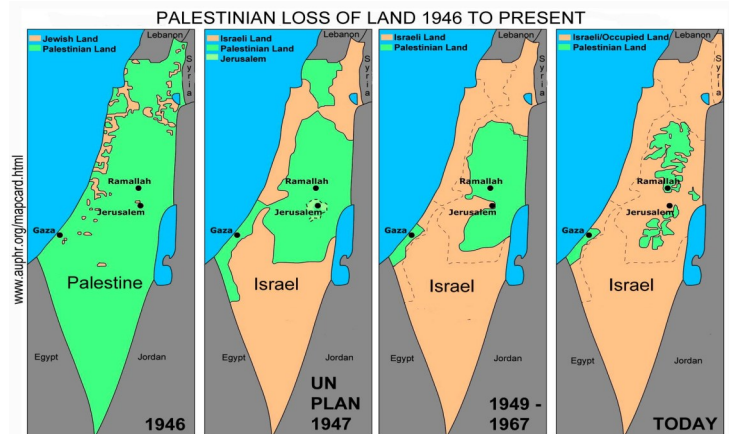 PALESTINIAN LOSS OF LAND 1946 TO PRESENT
www.auphr.org/mapcard.html
Jewish Land
Palestinian Land
Lebanon
Syria
Ramallah
Jerusalem
Gaza
Palestine
Egypt
Jordan
1946
Israeli Land
Palestinian Land
Jerusalem
Lebanon
Syria
Ramallah
Jerusalem
Gaza
Israel
Egypt
Jordan
UN
PLAN
1947
Israeli Land
Palestinian Land
Lebanon
Syria
Ramallah
Jerusalem
Gaza
Israel
Egypt
Jordan
1949 -
1967
Israeli/Occupied Land
Palestinian Land
Lebanon
Syria
Ramallah
Jerusalem
Gaza
Israel
Egypt
Jordan
TODAY